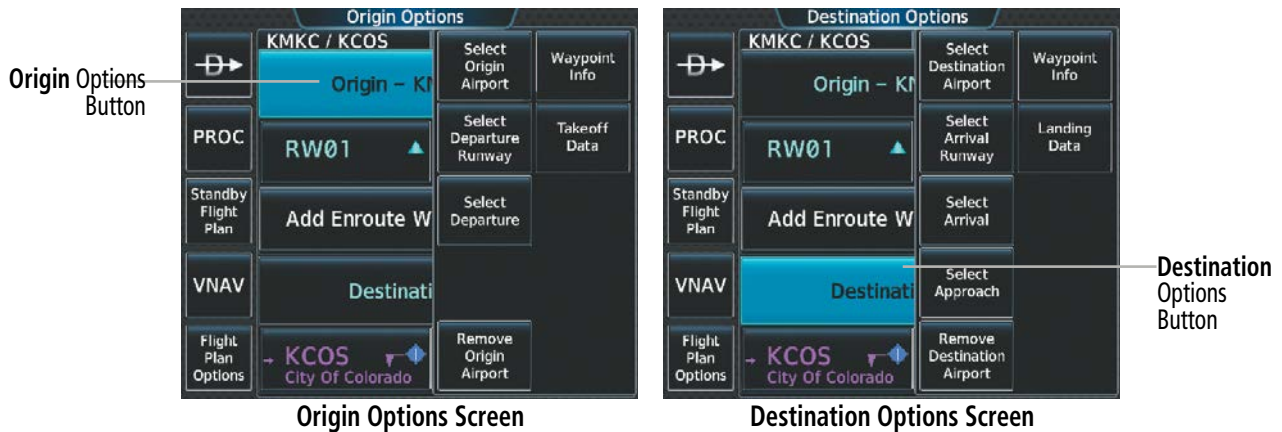 Origin Options
KMKC / KCOS
Origin – KM
RW01
Add Enroute W
Destinati
KCOS
City Of Colorado
D
PROC
Standby
Flight
Plan
VNAV
Flight
Plan
Options
Select
Origin
Airport
Waypoint
Info
Select
Departure
Runway
Takeoff
Data
Select
Departure
Remove
Origin
Airport
Origin Options
Button
Origin Options Screen
Destination Options
KMKC / KCOS
Origin – KM
RW01
Add Enroute W
Destinati
KCOS
City Of Colorado
D
PROC
Standby
Flight
Plan
VNAV
Flight
Plan
Options
Select
Destination
Airport
Waypoint
Info
Select
Arrival
Runway
Landing
Data
Select
Arrival
Select
Approach
Remove
Destination
Airport
Destination
Options
Button
Destination Options Screen